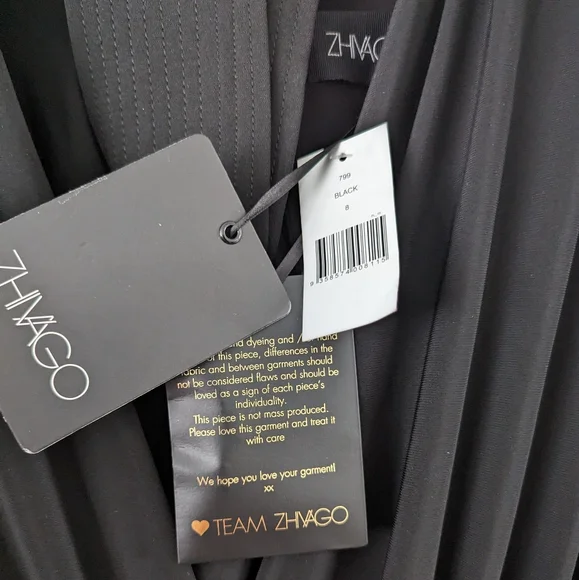 ZHIVAG
799
BLACK
8
9358574008115
ZHIVAGO
dyeing and
this piece, differences in the
fabric and between garments should
not be considered flaws and should be
loved as a sign of each piece's
individuality.
This piece is not mass produced.
Please love this garment and treat it
with care
We hope you love your garment!
xx
TEAM ZHIVAGO